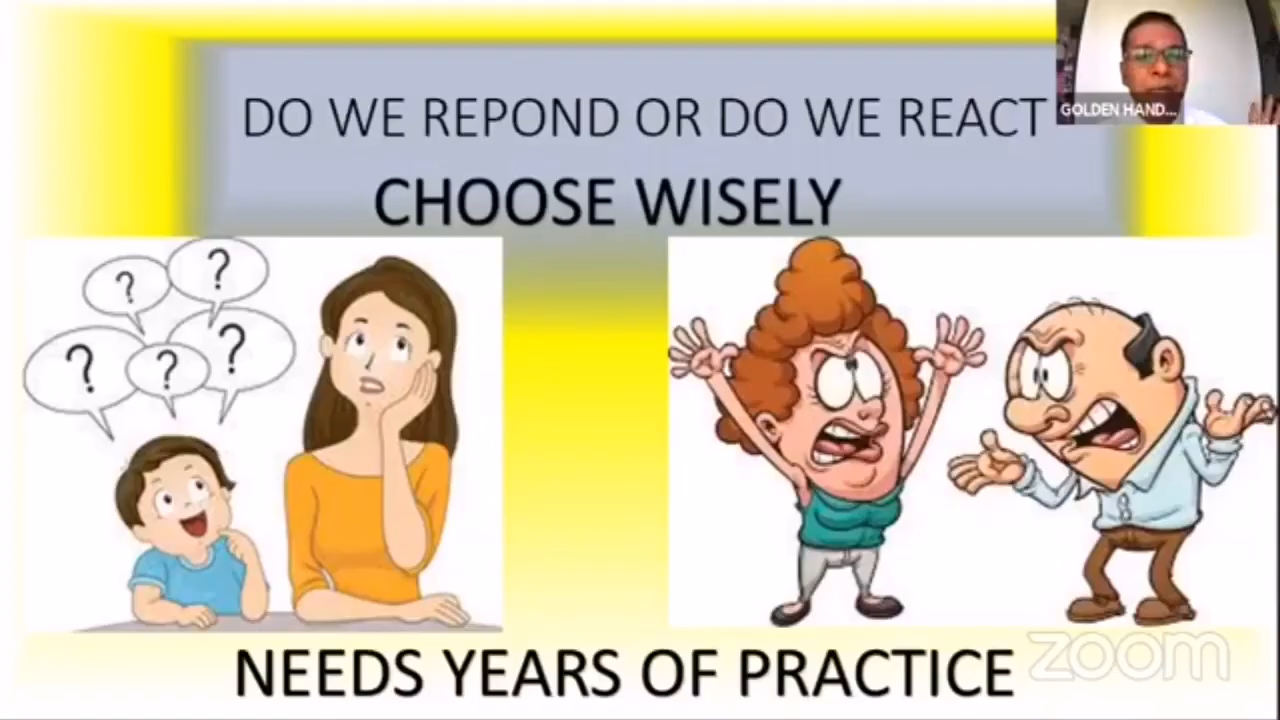 DO WE REPOND OR DO WE REACT
GOLDEN HAND...
CHOOSE WISELY
?
?
?
?
?
NEEDS YEARS OF PRACTICE
zoom